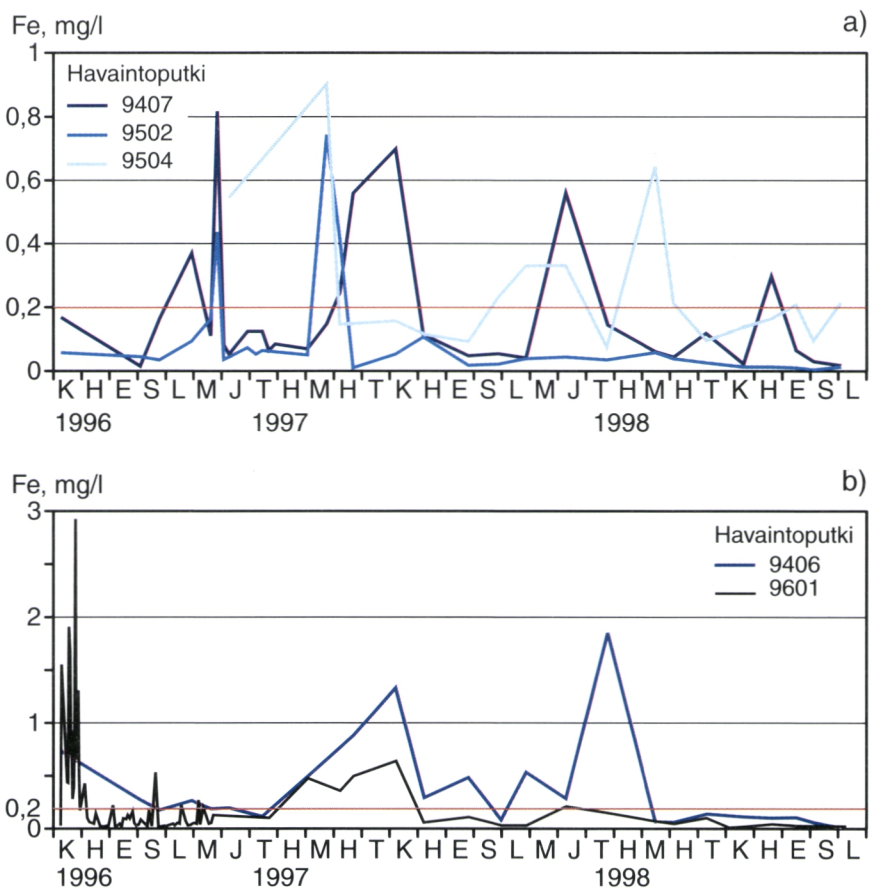 Fe, mg/l a)
1
Havaintoputki
9407
0,8
9502
9504
0,6
0,4
0,2
0
K H E S L M J T H M H T K H E S L M J T H M H T K H E S L
1996 1997 1998
Fe, mg/l b)
3
Havaintoputki
9406
9601
2
1
0,2
0
K H E S L M J T H M H T K H E S L M J T H M H T K H E S L
1996 1997 1998